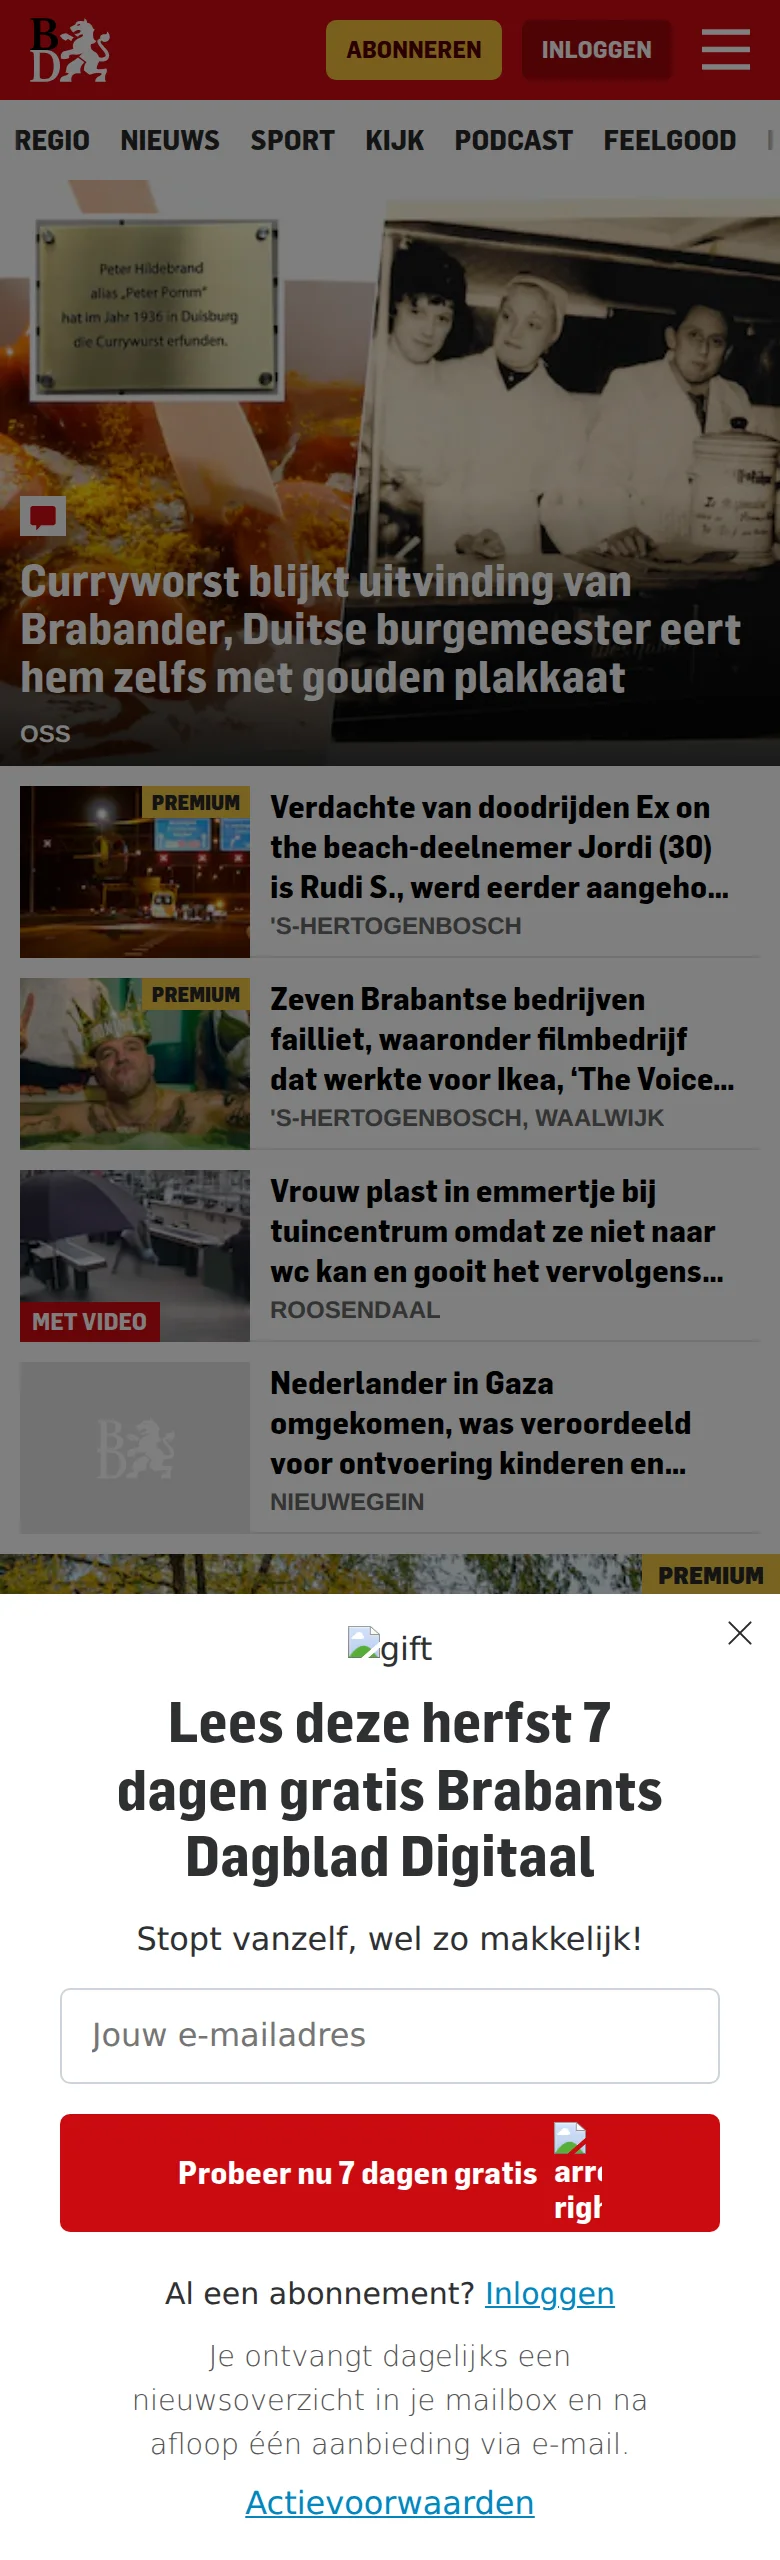 BD
ABONNEREN
INLOGGEN
REGIO NIEUWS SPORT KIJK PODCAST FEELGOOD
Peter Hildebrand
alias „Peter Pomm"
hat im Jahr 1936 in Duisburg
die Currywurst erfunden.
Curryworst blijkt uitvinding van
Brabander, Duitse burgemeester eert
hem zelfs met gouden plakkaat
OSS
PREMIUM
Verdachte van doodrijden Ex on
the beach-deelnemer Jordi (30)
is Rudi S., werd eerder aangeho...
'S-HERTOGENBOSCH
PREMIUM
Zeven Brabantse bedrijven
failliet, waaronder filmbedrijf
dat werkte voor Ikea, ‘The Voice...
'S-HERTOGENBOSCH, WAALWIJK
MET VIDEO
Vrouw plast in emmertje bij
tuincentrum omdat ze niet naar
wc kan en gooit het vervolgens...
ROOSENDAAL
BD
Nederlander in Gaza
omgekomen, was veroordeeld
voor ontvoering kinderen en...
NIEUWEGEIN
PREMIUM
gift
Lees deze herfst 7
dagen gratis Brabants
Dagblad Digitaal
Stopt vanzelf, wel zo makkelijk!
Jouw e-mailadres
Probeer nu 7 dagen gratis
Al een abonnement? Inloggen
Je ontvangt dagelijks een
nieuwsoverzicht in je mailbox en na
afloop één aanbieding via e-mail.
Actievoorwaarden